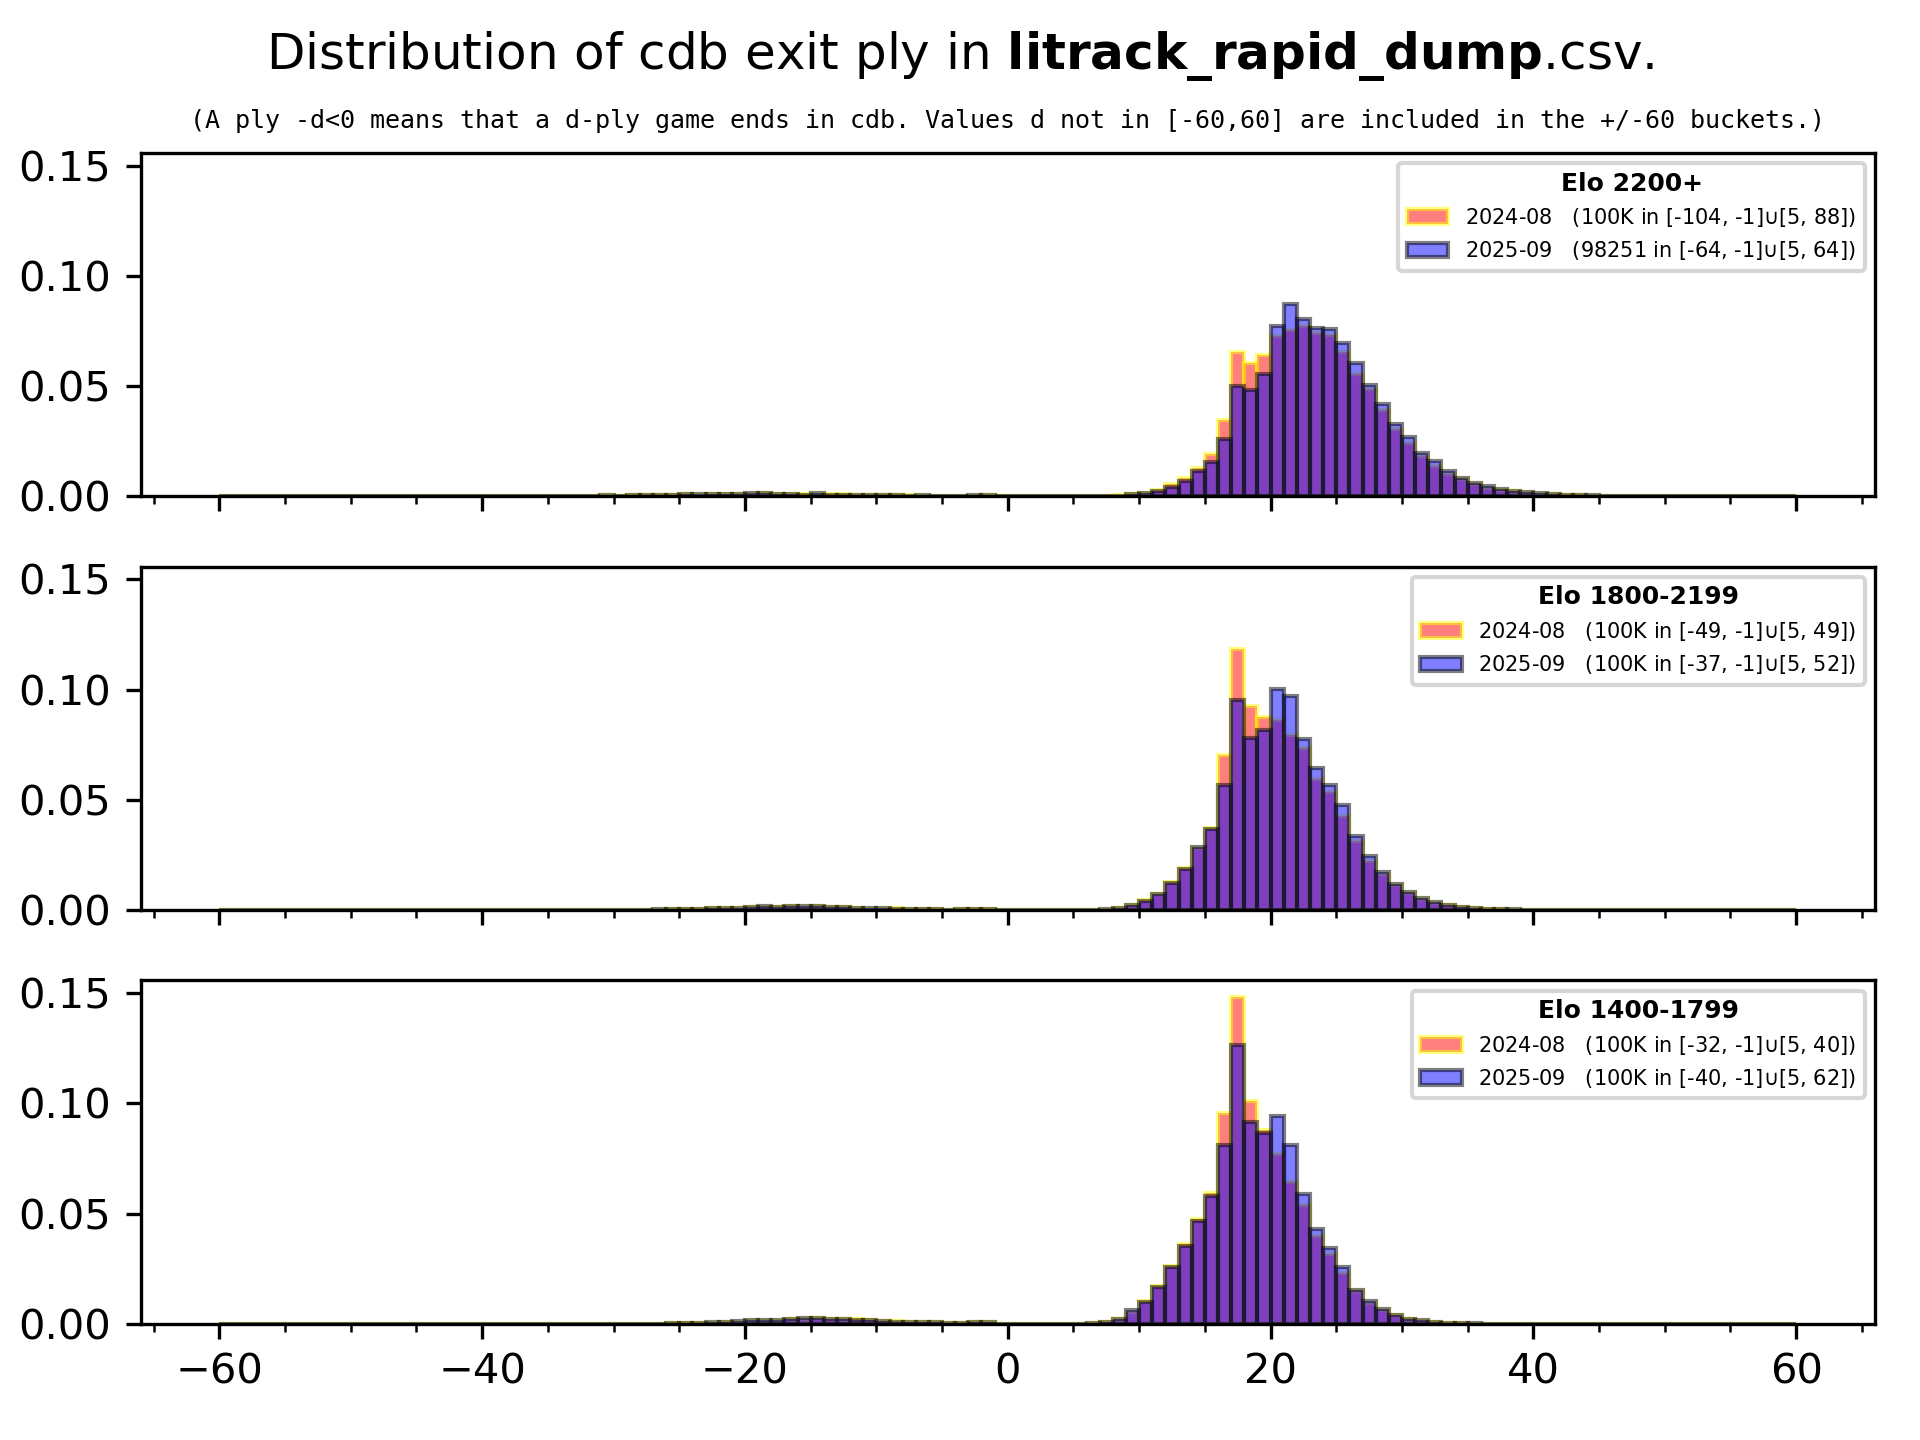 Distribution of cdb exit ply in litrack_rapid_dump.csv.
(A ply -d<0 means that a d-ply game ends in cdb. Values d not in [-60,60] are included in the +/-60 buckets.)
0.15
0.10
0.05
0.00
Elo 2200+
2024-08 (100K in [-104, -1]∪[5, 88])
2025-09 (98251 in [-64, -1]∪[5, 64])
0.15
0.10
0.05
0.00
Elo 1800-2199
2024-08 (100K in [-49, -1]∪[5, 49])
2025-09 (100K in [-37, -1]∪[5, 52])
0.15
0.10
0.05
0.00
Elo 1400-1799
2024-08 (100K in [-32, -1]∪[5, 40])
2025-09 (100K in [-40, -1]∪[5, 62])
−60 −40 −20 0 20 40 60